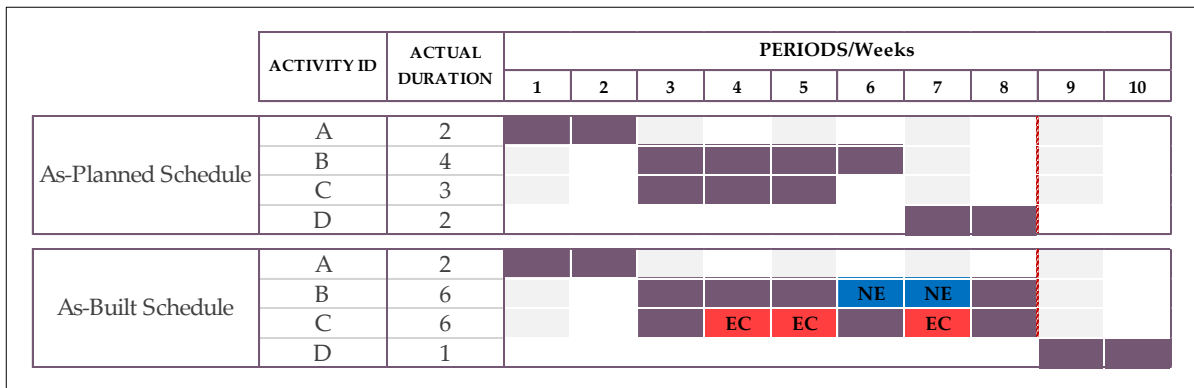 ACTIVITY ID ACTUAL DURATION PERIODS/Weeks
1 2 3 4 5 6 7 8 9 10
As-Planned Schedule
A 2
B 4
C 3
D 2
As-Built Schedule
A 2
B 6 NE NE
C 6 EC EC EC
D 1